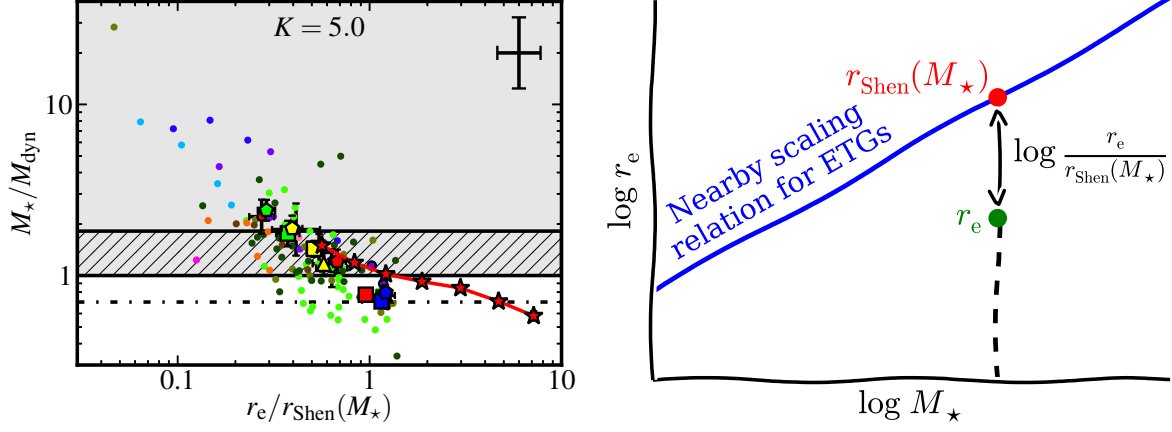 K = 5.0
10
1
M⋆/Mdyn
0.1
1
10
re/rShen(M⋆)
rShen(M⋆)
Nearby scaling
relation for ETGs
log re/rShen(M⋆)
re
log re
log M⋆